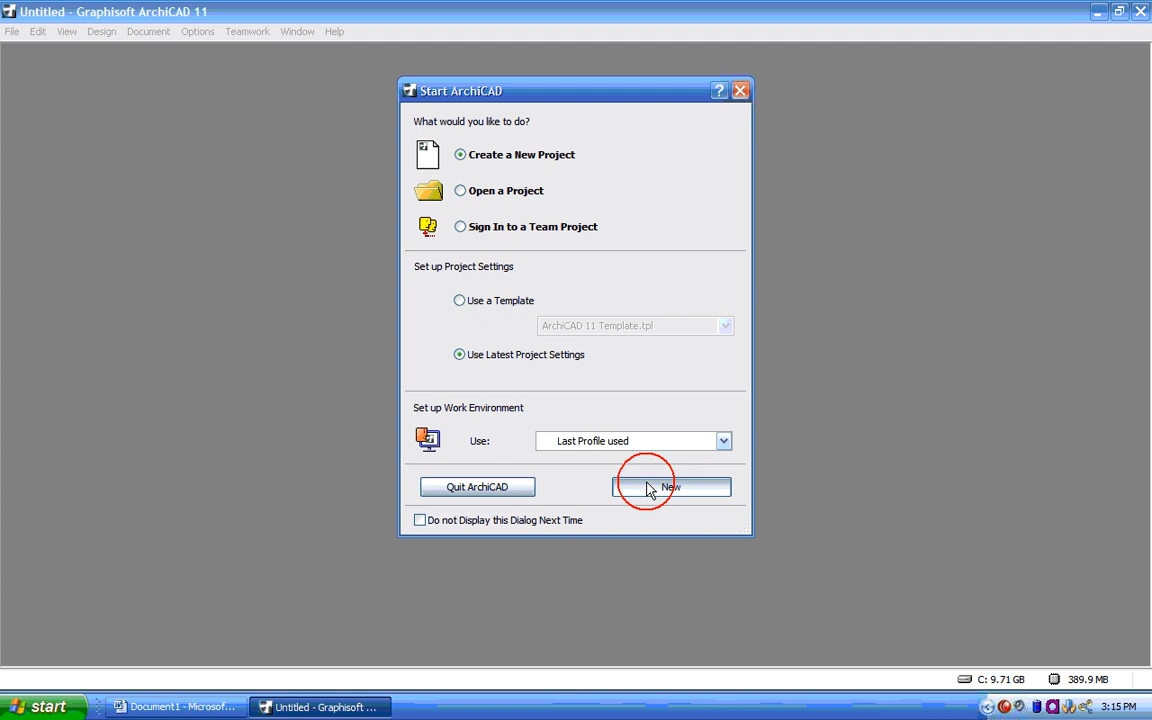 Untitled - Graphisoft ArchiCAD 11
File Edit View Design Document Options Teamwork Window Help
Start ArchiCAD
What would you like to do?
Create a New Project
Open a Project
Sign In to a Team Project
Set up Project Settings
Use a Template
ArchiCAD 11 Template.tpl
Use Latest Project Settings
Set up Work Environment
Use: Last Profile used
Quit ArchiCAD New
Do not Display this Dialog Next Time
C: 9.71 GB 389.9 MB
start Document1 - Microsof... Untitled - Graphisoft ... 3:15 PM